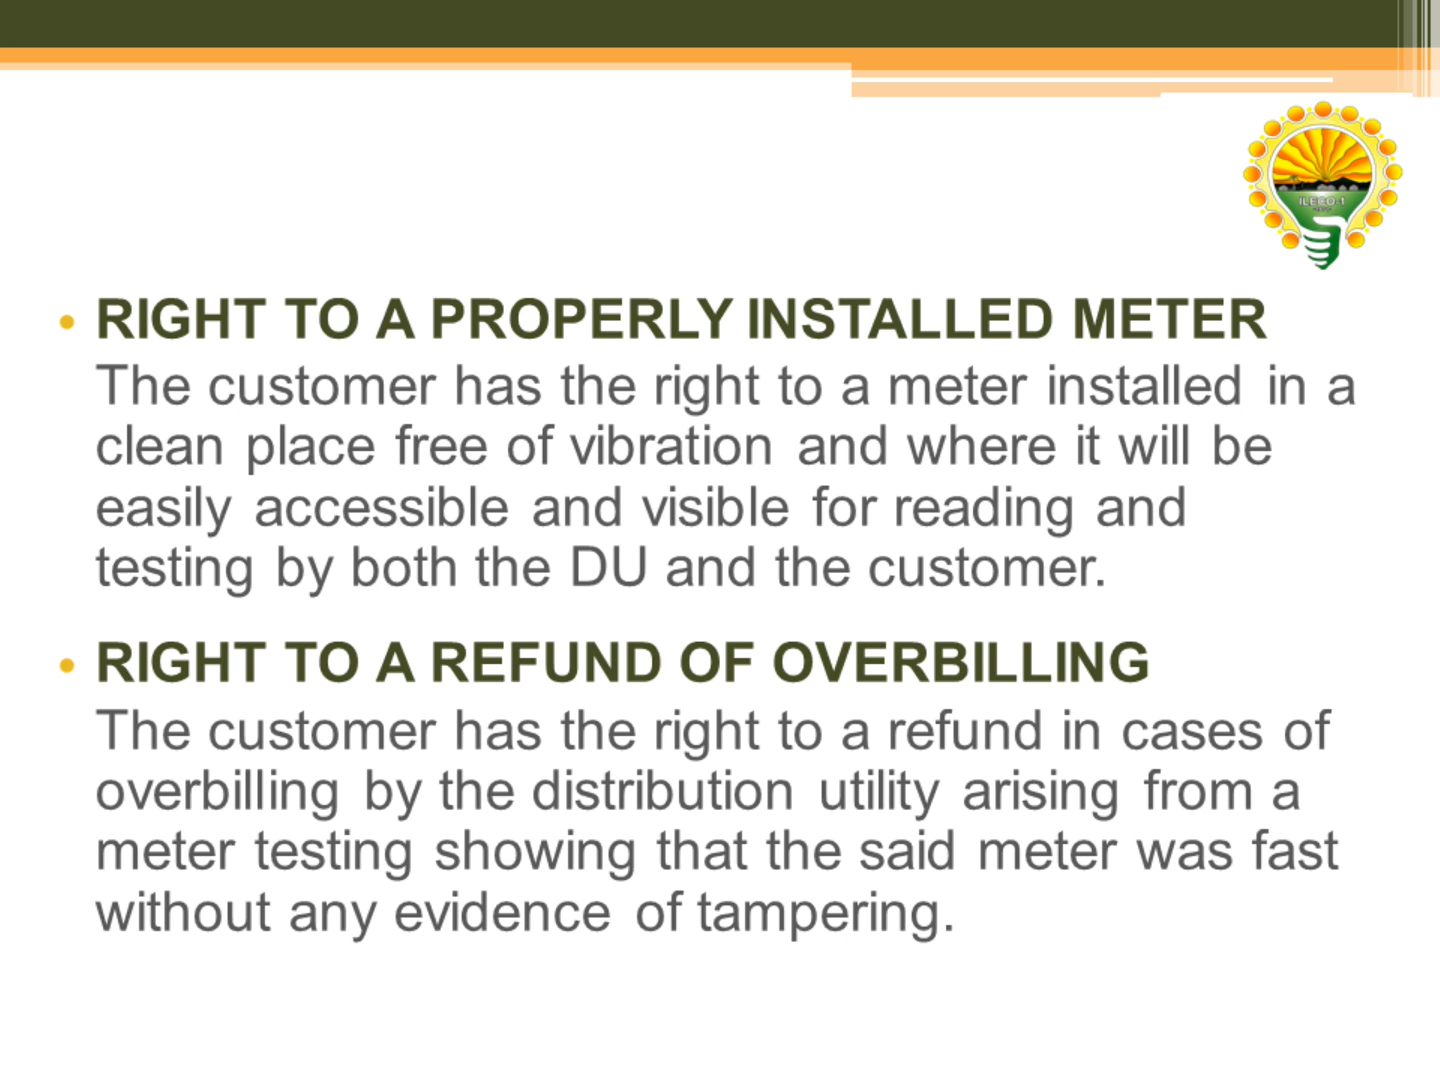 ILECO-1
• RIGHT TO A PROPERLY INSTALLED METER
The customer has the right to a meter installed in a
clean place free of vibration and where it will be
easily accessible and visible for reading and
testing by both the DU and the customer.
• RIGHT TO A REFUND OF OVERBILLING
The customer has the right to a refund in cases of
overbilling by the distribution utility arising from a
meter testing showing that the said meter was fast
without any evidence of tampering.